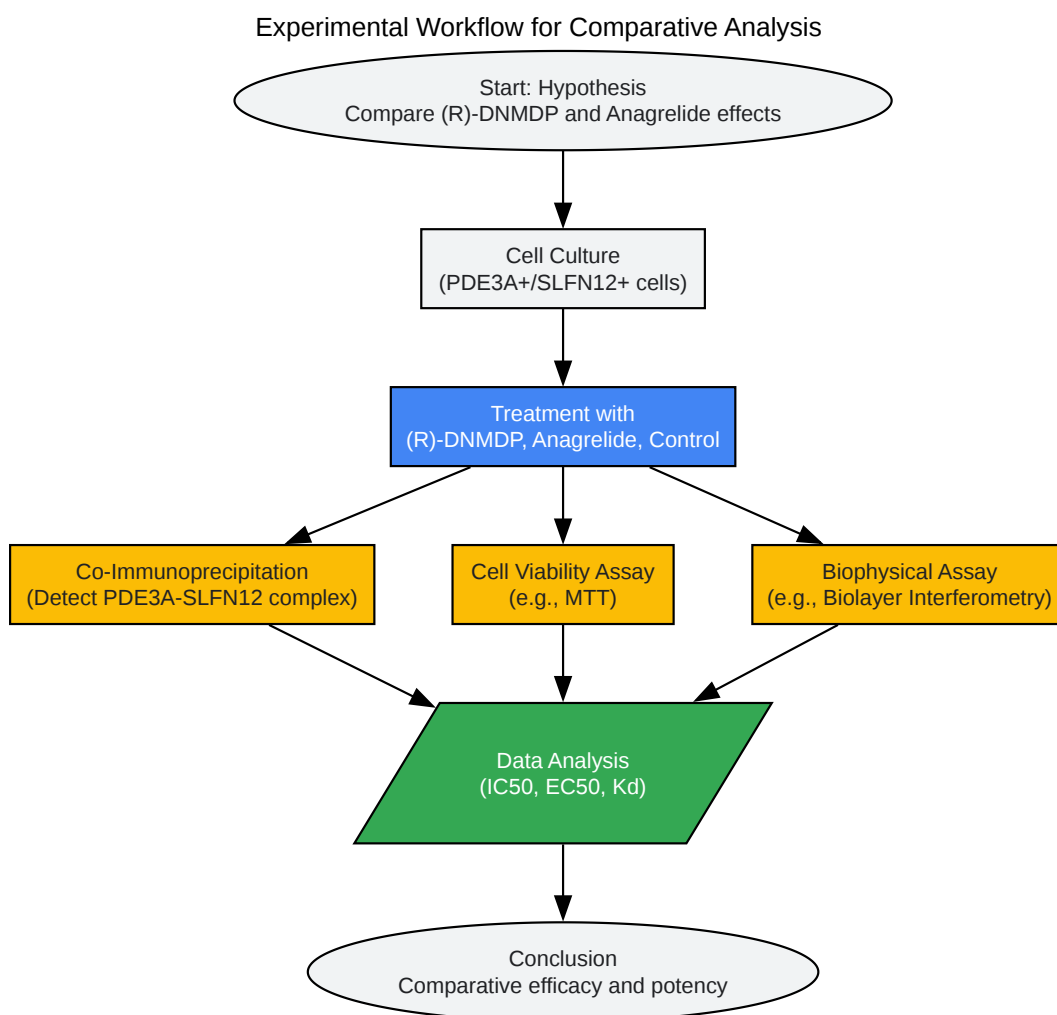 Experimental Workflow for Comparative Analysis
Start: Hypothesis
Compare (R)-DNMDP and Anagrelide effects
Cell Culture
(PDE3A+/SLFN12+ cells)
Treatment with
(R)-DNMDP, Anagrelide, Control
Co-Immunoprecipitation
(Detect PDE3A-SLFN12 complex)
Cell Viability Assay
(e.g., MTT)
Biophysical Assay
(e.g., Biolayer Interferometry)
Data Analysis
(IC50, EC50, Kd)
Conclusion
Comparative efficacy and potency